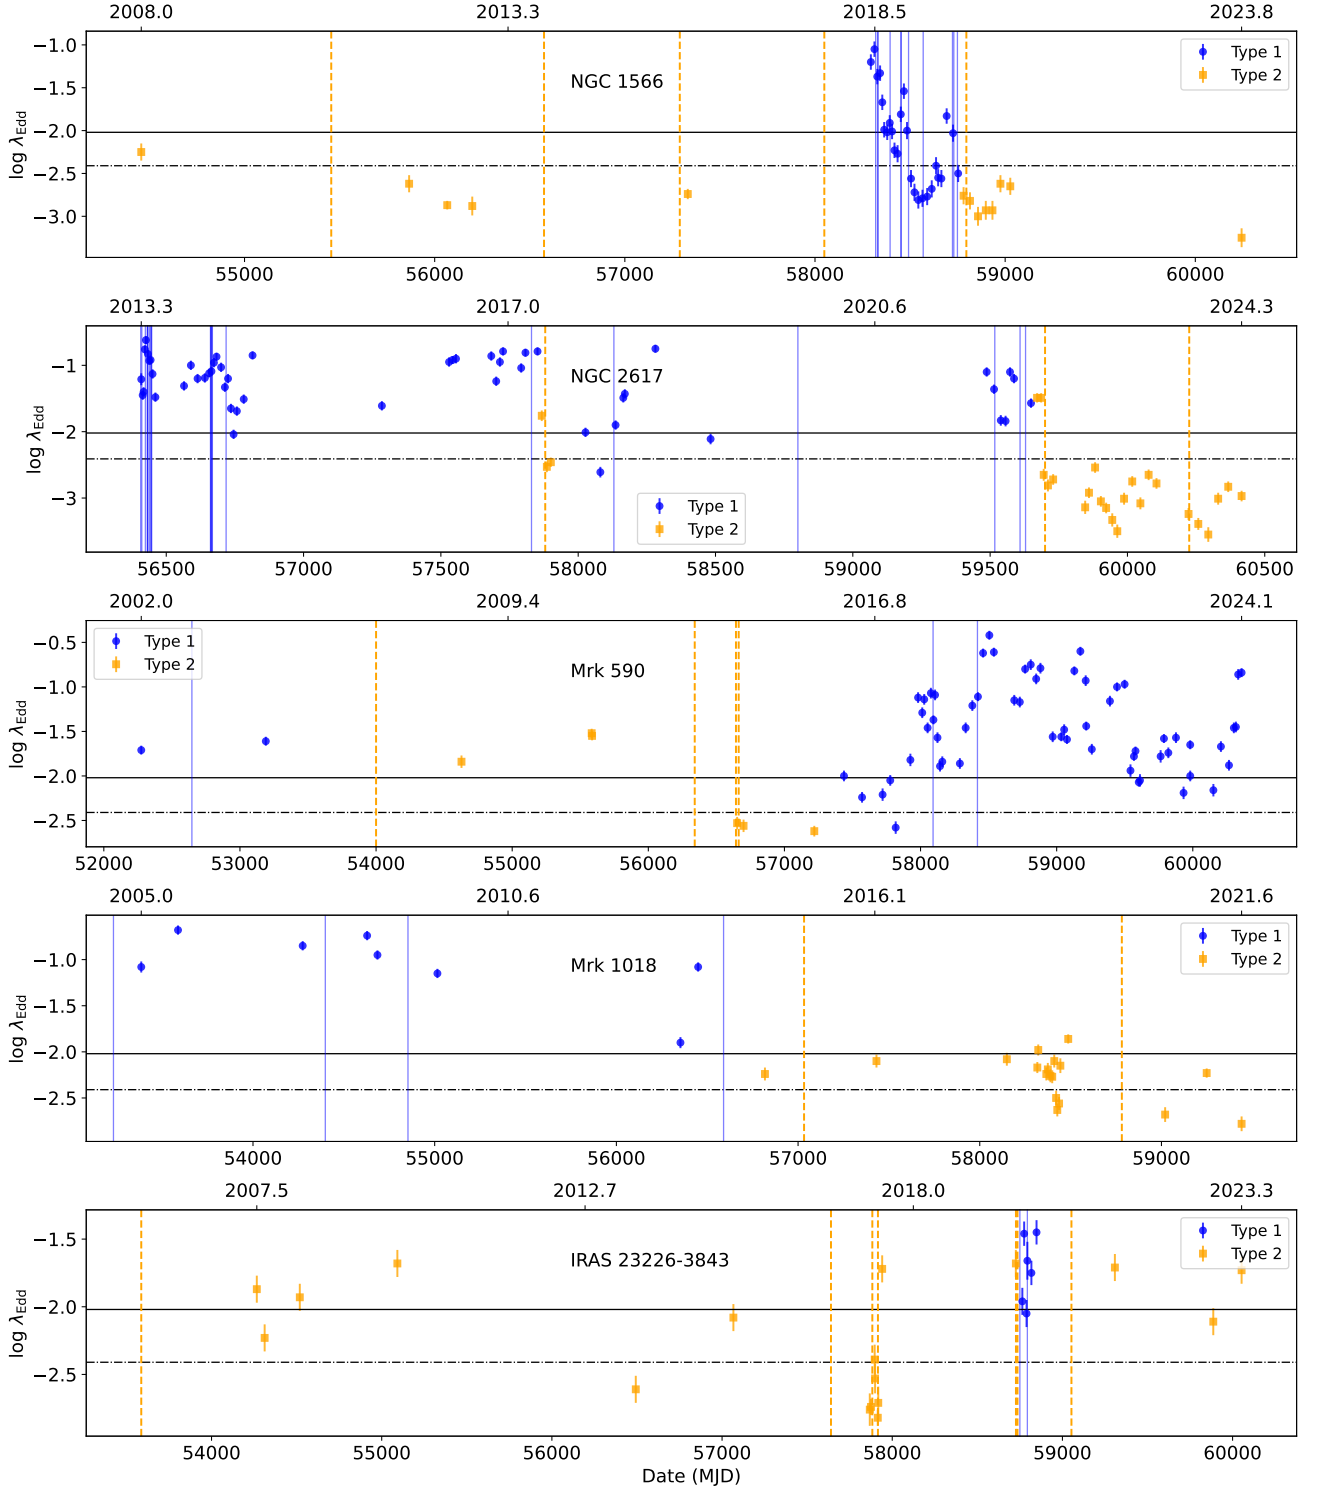 2008.0 2013.3 2018.5 2023.8
−1.0
−1.5
−2.0
−2.5
−3.0
log λEdd
NGC 1566
Type 1
Type 2
55000 56000 57000 58000 59000 60000
2013.3 2017.0 2020.6 2024.3
−1
−2
−3
log λEdd
NGC 2617
Type 1
Type 2
56500 57000 57500 58000 58500 59000 59500 60000 60500
2002.0 2009.4 2016.8 2024.1
−0.5
−1.0
−1.5
−2.0
−2.5
log λEdd
Type 1
Type 2
Mrk 590
52000 53000 54000 55000 56000 57000 58000 59000 60000
2005.0 2010.6 2016.1 2021.6
−1.0
−1.5
−2.0
−2.5
log λEdd
Mrk 1018
Type 1
Type 2
54000 55000 56000 57000 58000 59000
2007.5 2012.7 2018.0 2023.3
−1.5
−2.0
−2.5
log λEdd
IRAS 23226-3843
Type 1
Type 2
54000 55000 56000 57000 58000 59000 60000
Date (MJD)